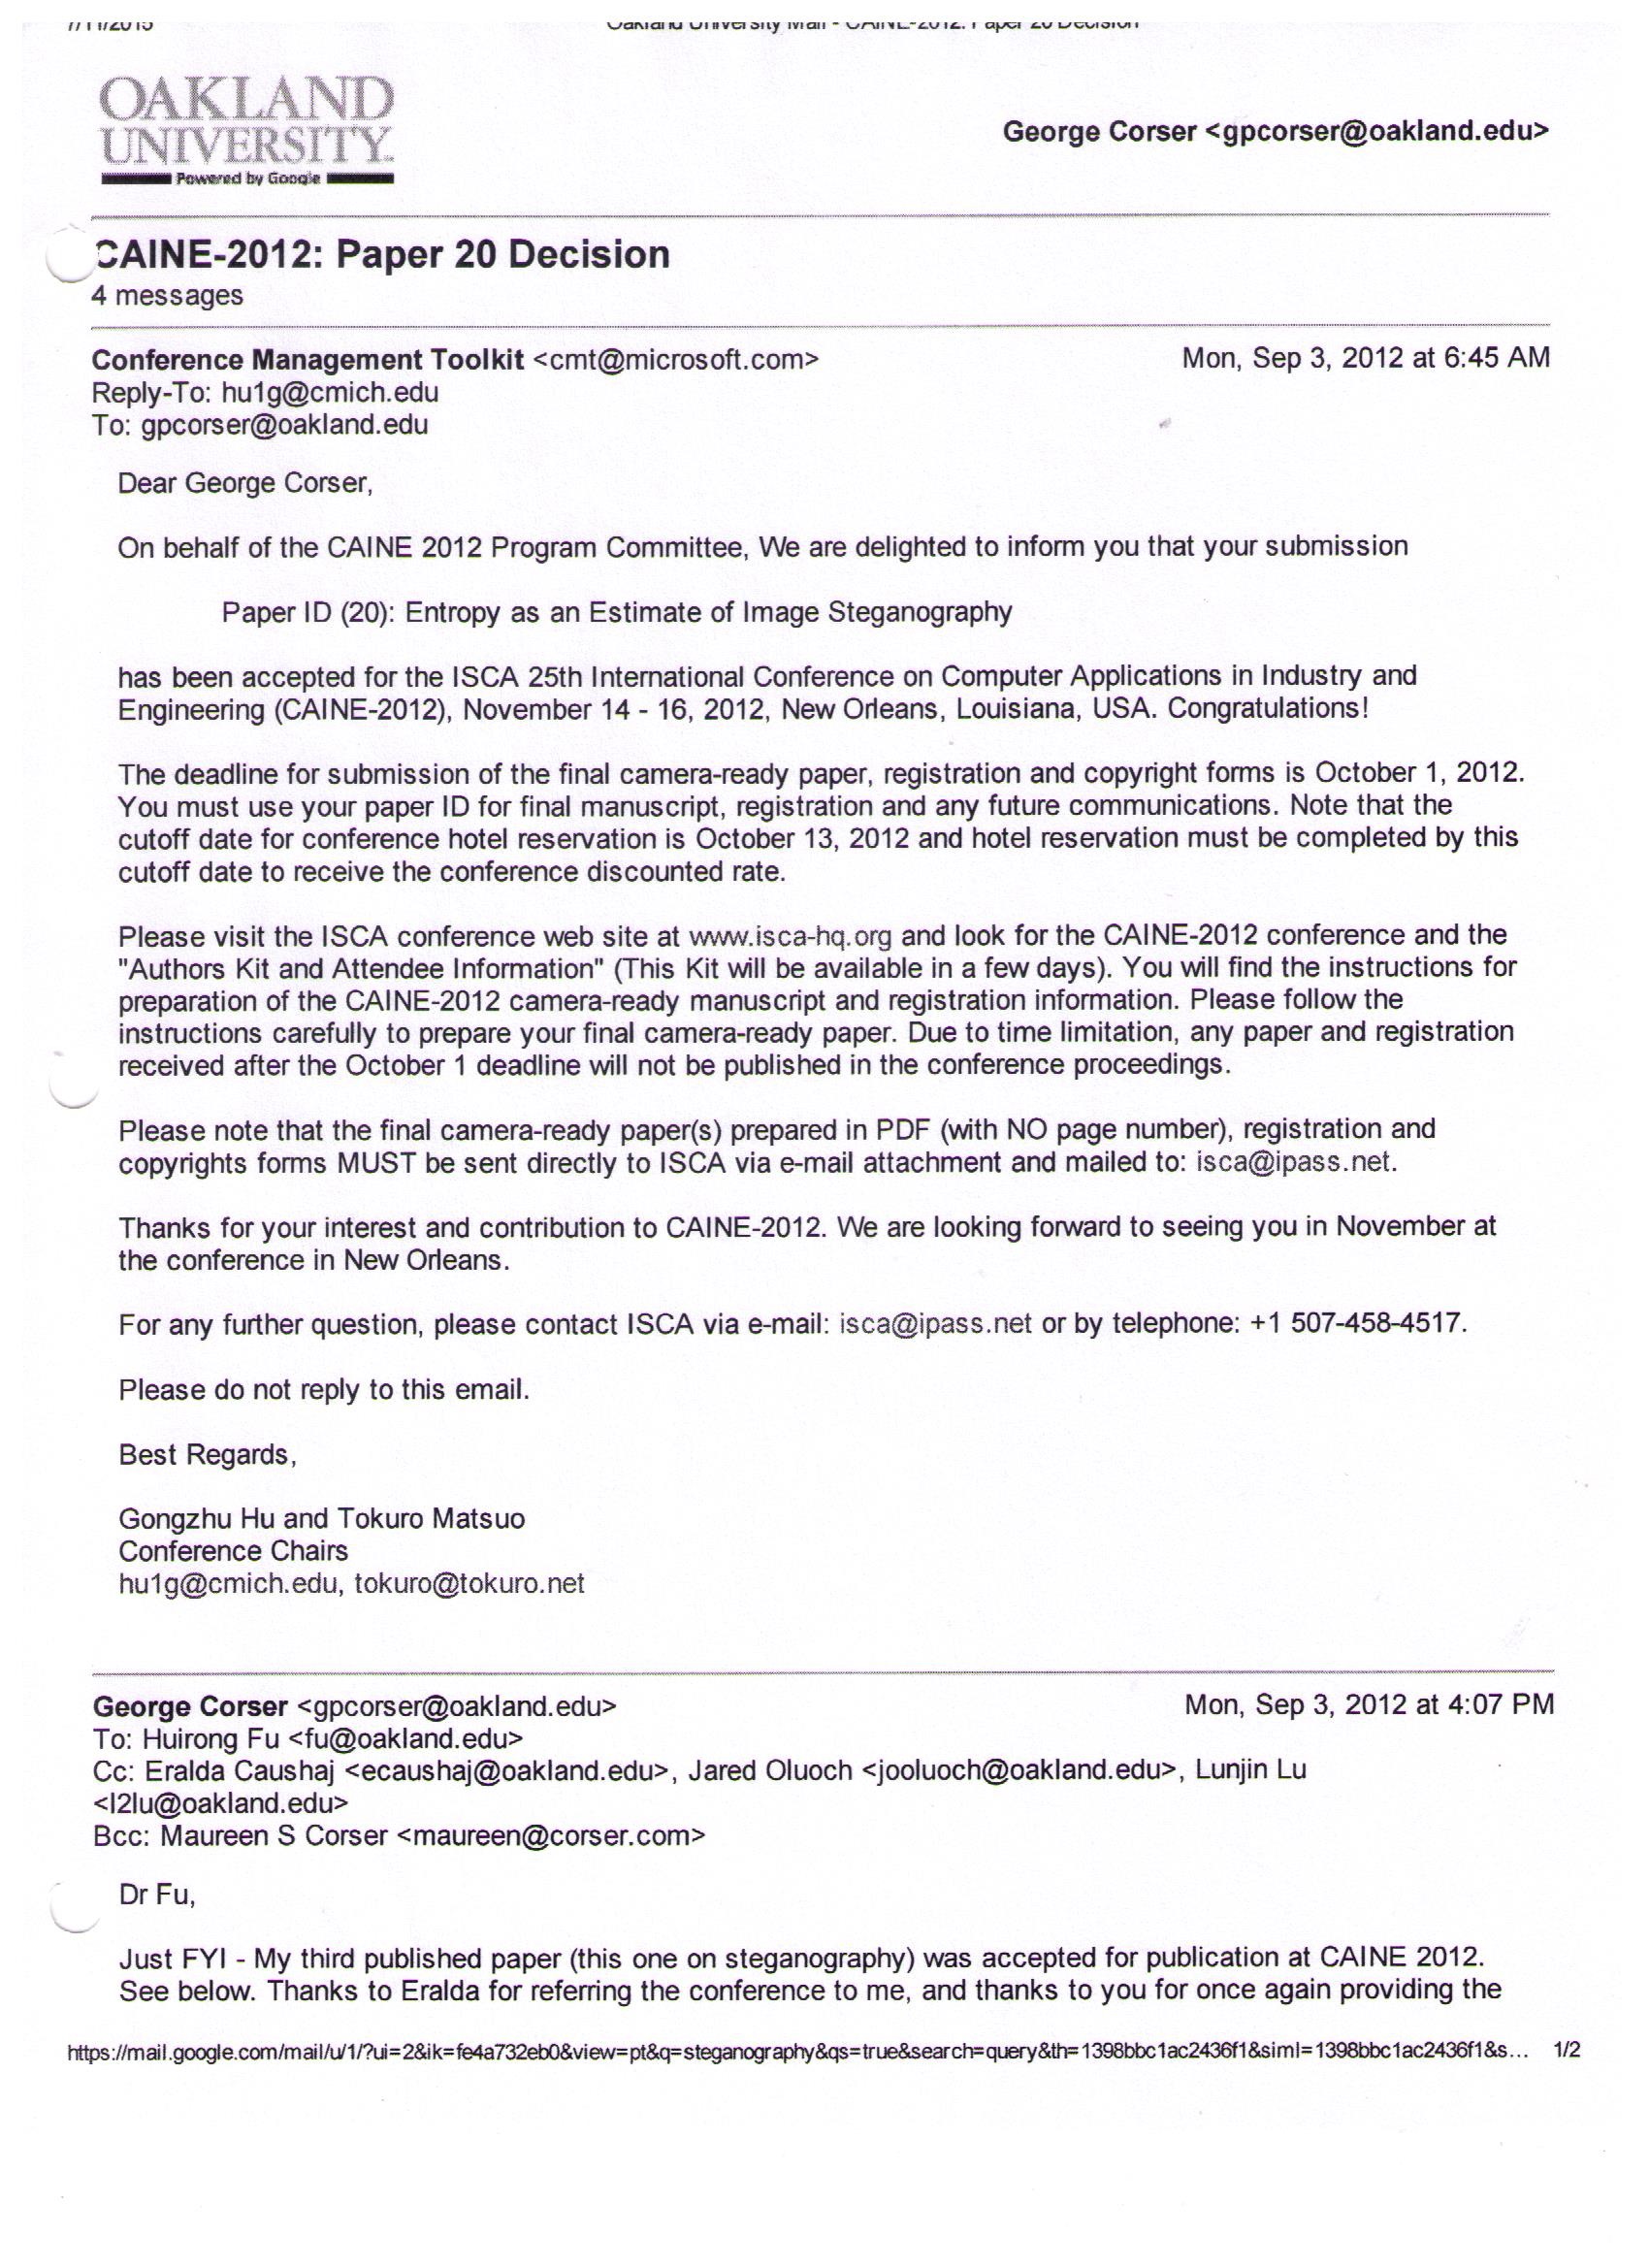 7/11/2015 Oakland University Mail - CAINE-2012: Paper 20 Decision
OAKLAND
UNIVERSITY.
Powered by Google
George Corser <gpcorser@oakland.edu>
CAINE-2012: Paper 20 Decision
4 messages
Conference Management Toolkit <cmt@microsoft.com> Mon, Sep 3, 2012 at 6:45 AM
Reply-To: hu1g@cmich.edu
To: gpcorser@oakland.edu
Dear George Corser,
On behalf of the CAINE 2012 Program Committee, We are delighted to inform you that your submission
Paper ID (20): Entropy as an Estimate of Image Steganography
has been accepted for the ISCA 25th International Conference on Computer Applications in Industry and
Engineering (CAINE-2012), November 14 - 16, 2012, New Orleans, Louisiana, USA. Congratulations!
The deadline for submission of the final camera-ready paper, registration and copyright forms is October 1, 2012.
You must use your paper ID for final manuscript, registration and any future communications. Note that the
cutoff date for conference hotel reservation is October 13, 2012 and hotel reservation must be completed by this
cutoff date to receive the conference discounted rate.
Please visit the ISCA conference web site at www.isca-hq.org and look for the CAINE-2012 conference and the
"Authors Kit and Attendee Information" (This Kit will be available in a few days). You will find the instructions for
preparation of the CAINE-2012 camera-ready manuscript and registration information. Please follow the
instructions carefully to prepare your final camera-ready paper. Due to time limitation, any paper and registration
received after the October 1 deadline will not be published in the conference proceedings.
Please note that the final camera-ready paper(s) prepared in PDF (with NO page number), registration and
copyrights forms MUST be sent directly to ISCA via e-mail attachment and mailed to: isca@ipass.net.
Thanks for your interest and contribution to CAINE-2012. We are looking forward to seeing you in November at
the conference in New Orleans.
For any further question, please contact ISCA via e-mail: isca@ipass.net or by telephone: +1 507-458-4517.
Please do not reply to this email.
Best Regards,
Gongzhu Hu and Tokuro Matsuo
Conference Chairs
hu1g@cmich.edu, tokuro@tokuro.net
George Corser <gpcorser@oakland.edu> Mon, Sep 3, 2012 at 4:07 PM
To: Huirong Fu <fu@oakland.edu>
Cc: Eralda Caushaj <ecaushaj@oakland.edu>, Jared Oluoch <jooluoch@oakland.edu>, Lunjin Lu
<l2lu@oakland.edu>
Bcc: Maureen S Corser <maureen@corser.com>
Dr Fu,
Just FYI - My third published paper (this one on steganography) was accepted for publication at CAINE 2012.
See below. Thanks to Eralda for referring the conference to me, and thanks to you for once again providing the
https://mail.google.com/mail/u/1/?ui=2&ik=fe4a732eb0&view=pt&q=steganography&qs=true&search=query&th=1398bbc1ac2436f1&siml=1398bbc1ac2436f1&s... 1/2